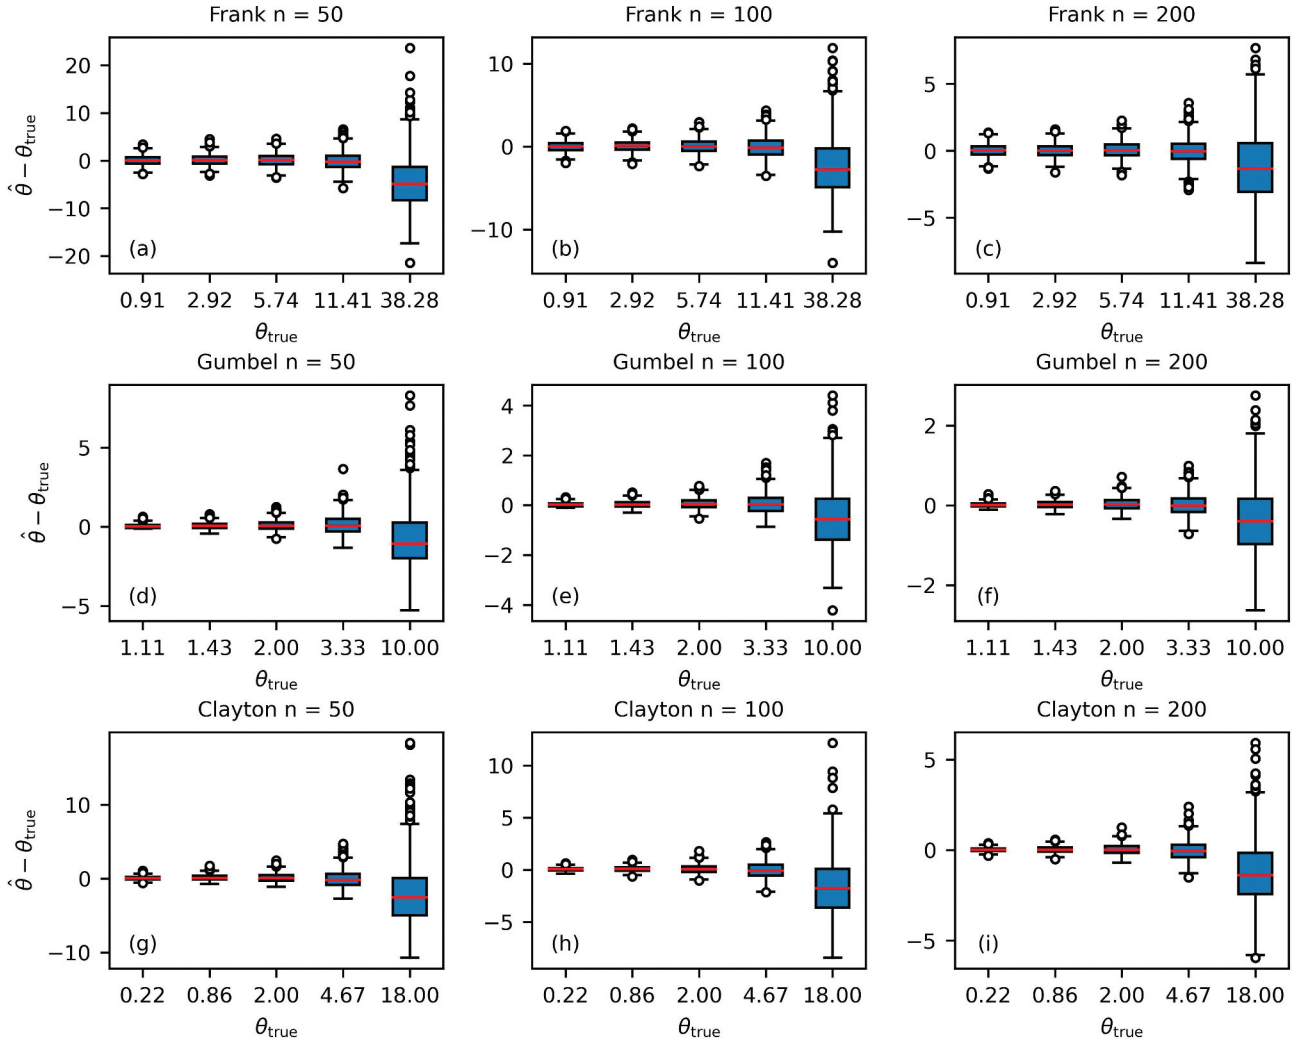 Frank n = 50
Frank n = 100
Frank n = 200
20
10
0
−10
−20
θ̂ − θtrue
(a)
0.91 2.92 5.74 11.41 38.28
θtrue
10
0
−10
(b)
0.91 2.92 5.74 11.41 38.28
θtrue
5
0
−5
(c)
0.91 2.92 5.74 11.41 38.28
θtrue
Gumbel n = 50
Gumbel n = 100
Gumbel n = 200
5
0
−5
θ̂ − θtrue
(d)
1.11 1.43 2.00 3.33 10.00
θtrue
4
2
0
−2
−4
(e)
1.11 1.43 2.00 3.33 10.00
θtrue
2
0
−2
(f)
1.11 1.43 2.00 3.33 10.00
θtrue
Clayton n = 50
Clayton n = 100
Clayton n = 200
10
0
−10
θ̂ − θtrue
(g)
0.22 0.86 2.00 4.67 18.00
θtrue
10
5
0
−5
(h)
0.22 0.86 2.00 4.67 18.00
θtrue
5
0
−5
(i)
0.22 0.86 2.00 4.67 18.00
θtrue